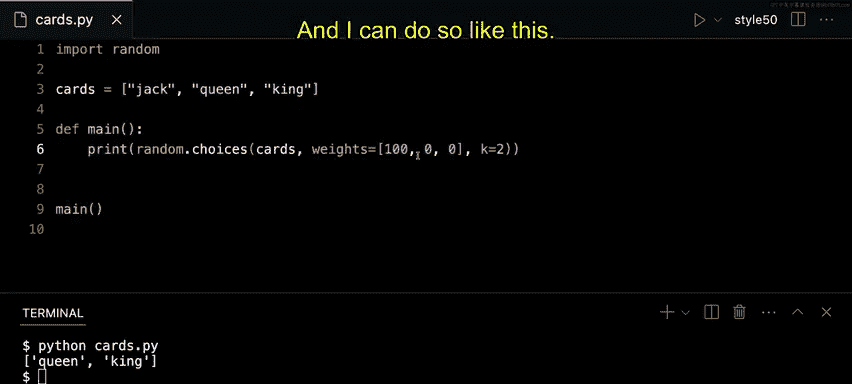 cards.py
style50
And I can do so like this.
1 import random
2
3 cards = ["jack", "queen", "king"]
4
5 def main():
6     print(random.choices(cards, weights=[100, 0, 0], k=2))
7
8
9 main()
10
TERMINAL
$ python cards.py
['queen', 'king']
$